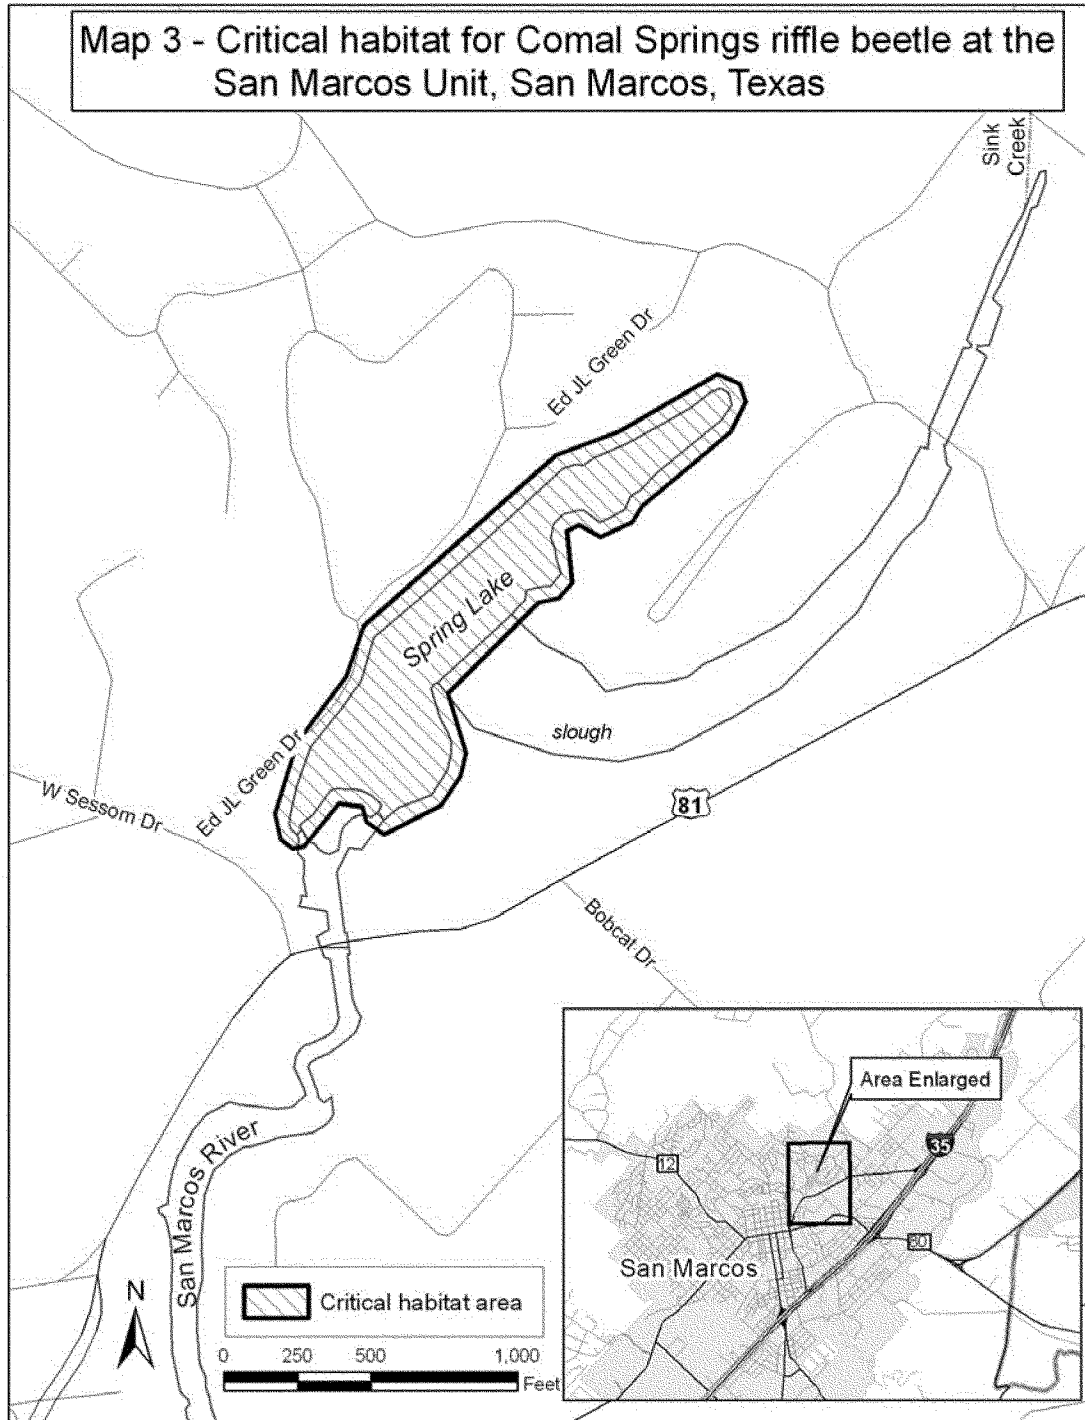 Map 3 - Critical habitat for Comal Springs riffle beetle at the
San Marcos Unit, San Marcos, Texas
Sink
Creek
Ed JL Green Dr
Spring Lake
slough
Ed JL Green Dr
W Sessom Dr
81
Bobcat Dr
San Marcos River
Area Enlarged
35
12
80
San Marcos
N
Critical habitat area
0 250 500 1,000
Feet